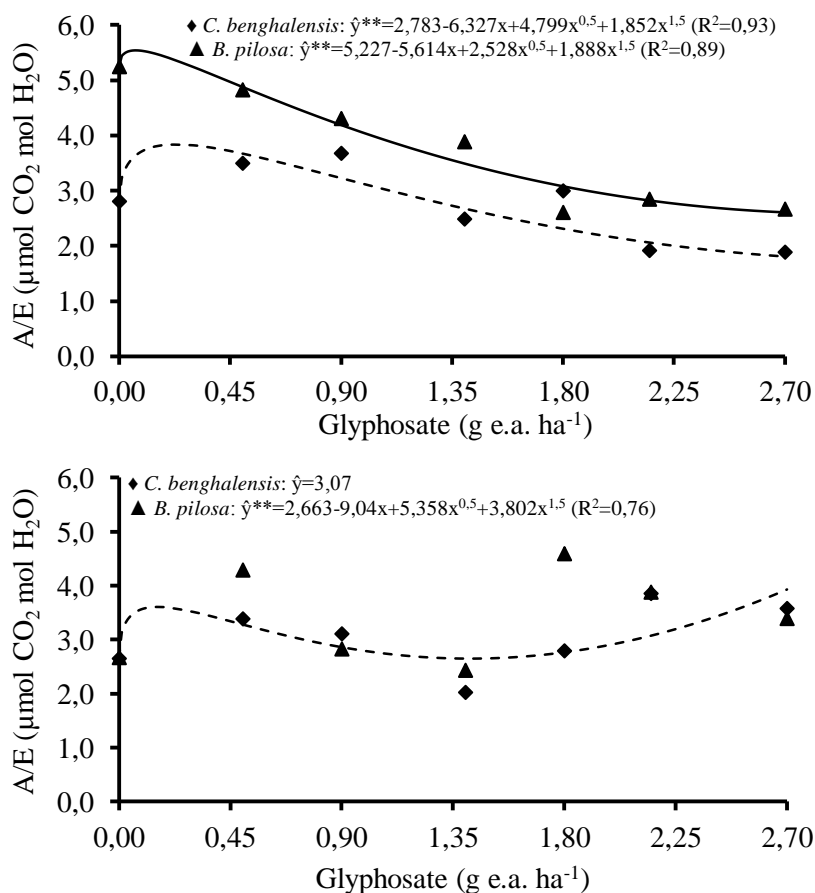 ♦ C. benghalensis: ŷ**=2,783-6,327x+4,799x^0,5+1,852x^1,5 (R²=0,93)
▲ B. pilosa: ŷ**=5,227-5,614x+2,528x^0,5+1,888x^1,5 (R²=0,89)
A/E (µmol CO₂ mol H₂O)
6,0
5,0
4,0
3,0
2,0
1,0
0,0
0,00 0,45 0,90 1,35 1,80 2,25 2,70
Glyphosate (g e.a. ha⁻¹)
♦ C. benghalensis: ŷ=3,07
▲ B. pilosa: ŷ**=2,663-9,04x+5,358x^0,5+3,802x^1,5 (R²=0,76)
A/E (µmol CO₂ mol H₂O)
6,0
5,0
4,0
3,0
2,0
1,0
0,0
0,00 0,45 0,90 1,35 1,80 2,25 2,70
Glyphosate (g e.a. ha⁻¹)